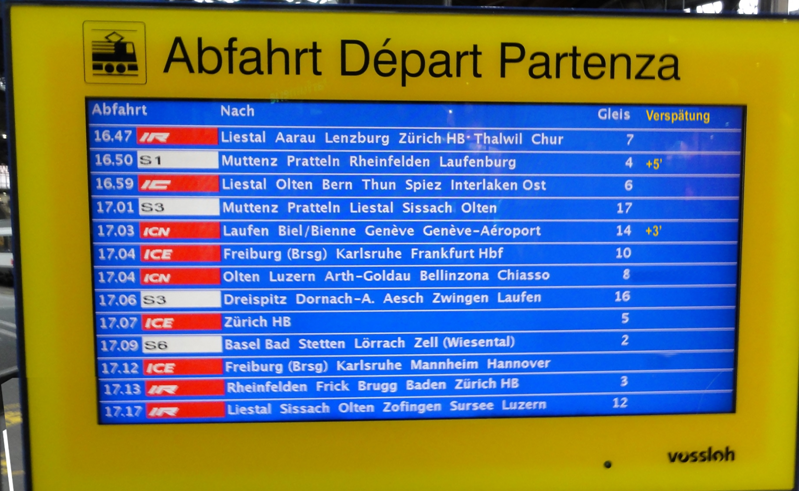 Abfahrt Départ Partenza
Abfahrt Nach Gleis Verspätung
16.47 IR Liestal Aarau Lenzburg Zürich HB Thalwil Chur 7
16.50 S1 Muttenz Pratteln Rheinfelden Laufenburg 4 +5'
16.59 IC Liestal Olten Bern Thun Spiez Interlaken Ost 6
17.01 S3 Muttenz Pratteln Liestal Sissach Olten 17
17.03 ICN Laufen Biel/Bienne Genève Genève-Aéroport 14 +3'
17.04 ICE Freiburg (Brsg) Karlsruhe Frankfurt Hbf 10
17.04 ICN Olten Luzern Arth-Goldau Bellinzona Chiasso 8
17.06 S3 Dreispitz Dornach-A. Aesch Zwingen Laufen 16
17.07 ICE Zürich HB 5
17.09 S6 Basel Bad Stetten Lörrach Zell (Wiesental) 2
17.12 ICE Freiburg (Brsg) Karlsruhe Mannheim Hannover
17.13 IR Rheinfelden Frick Brugg Baden Zürich HB 3
17.17 IR Liestal Sissach Olten Zofingen Sursee Luzern 12
vossloh